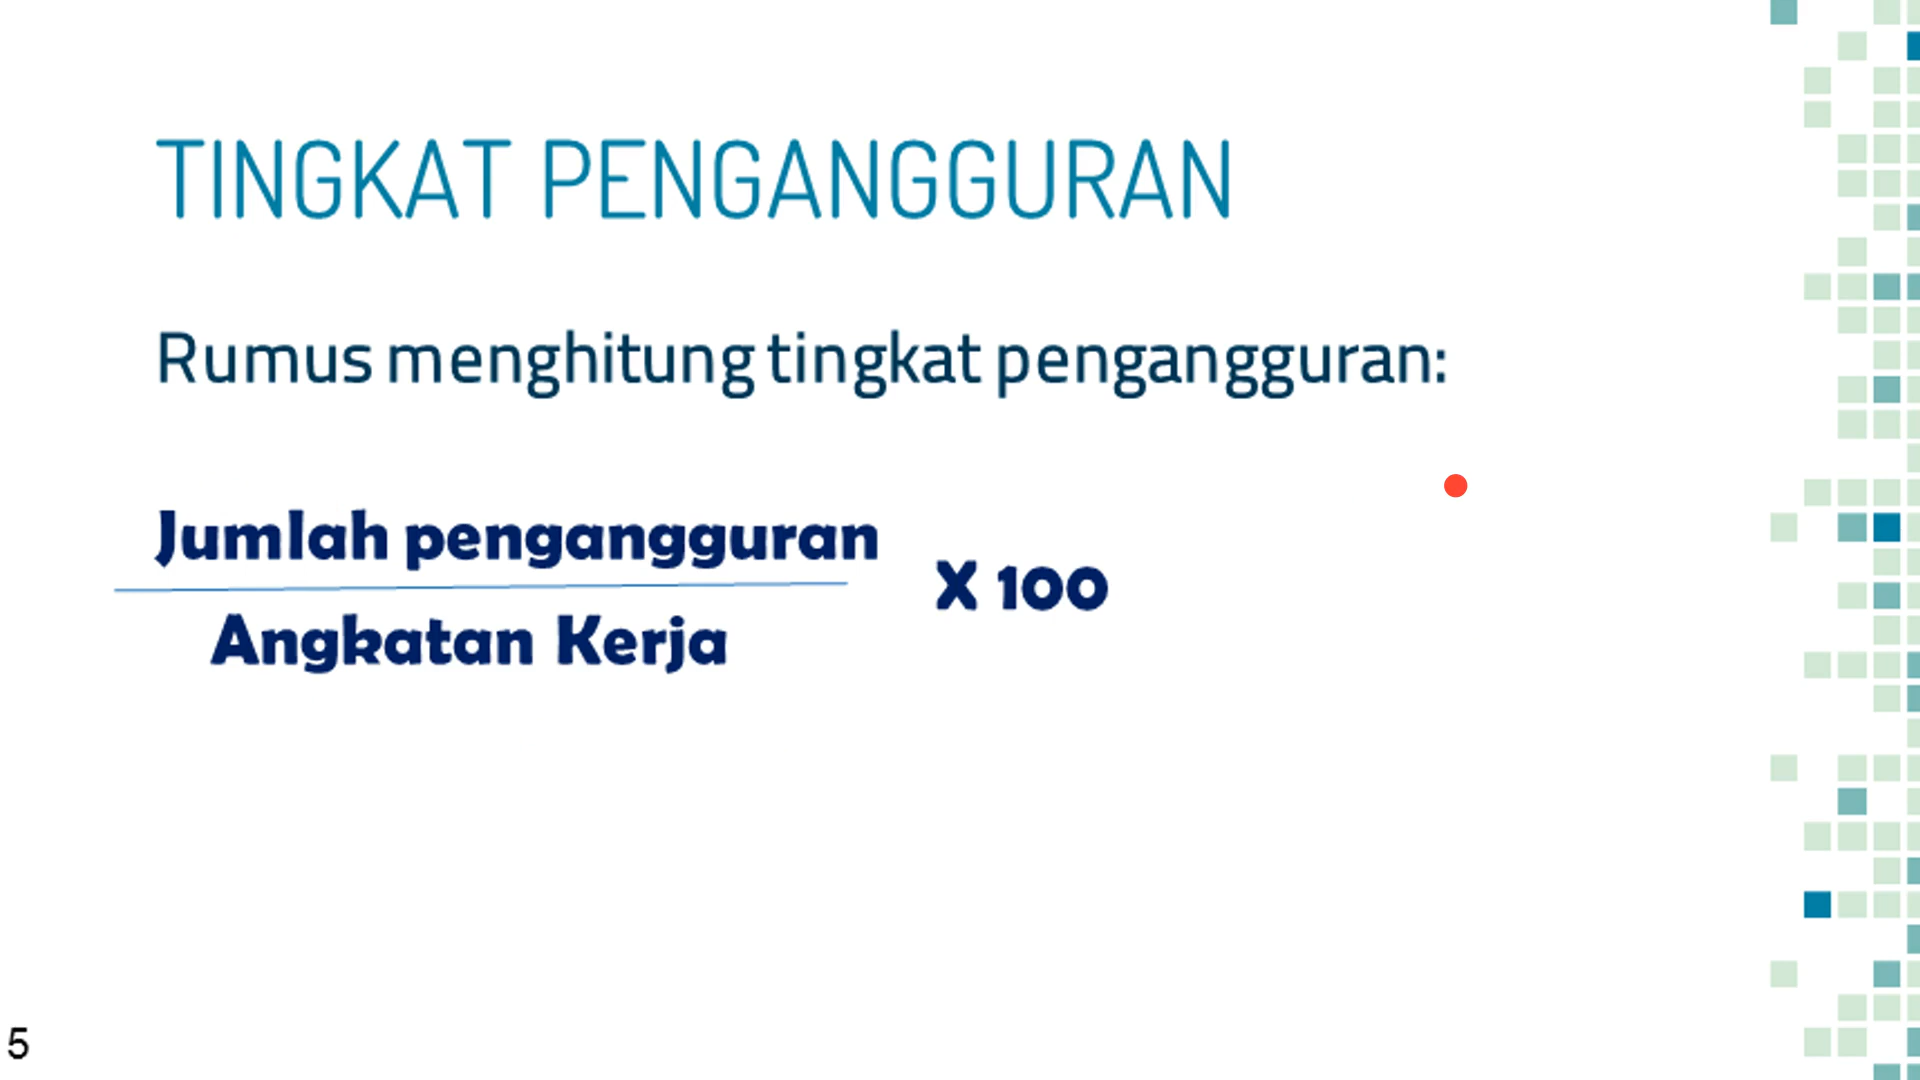 TINGKAT PENGANGGURAN
Rumus menghitung tingkat pengangguran:
Jumlah pengangguran
X 100
Angkatan Kerja
5